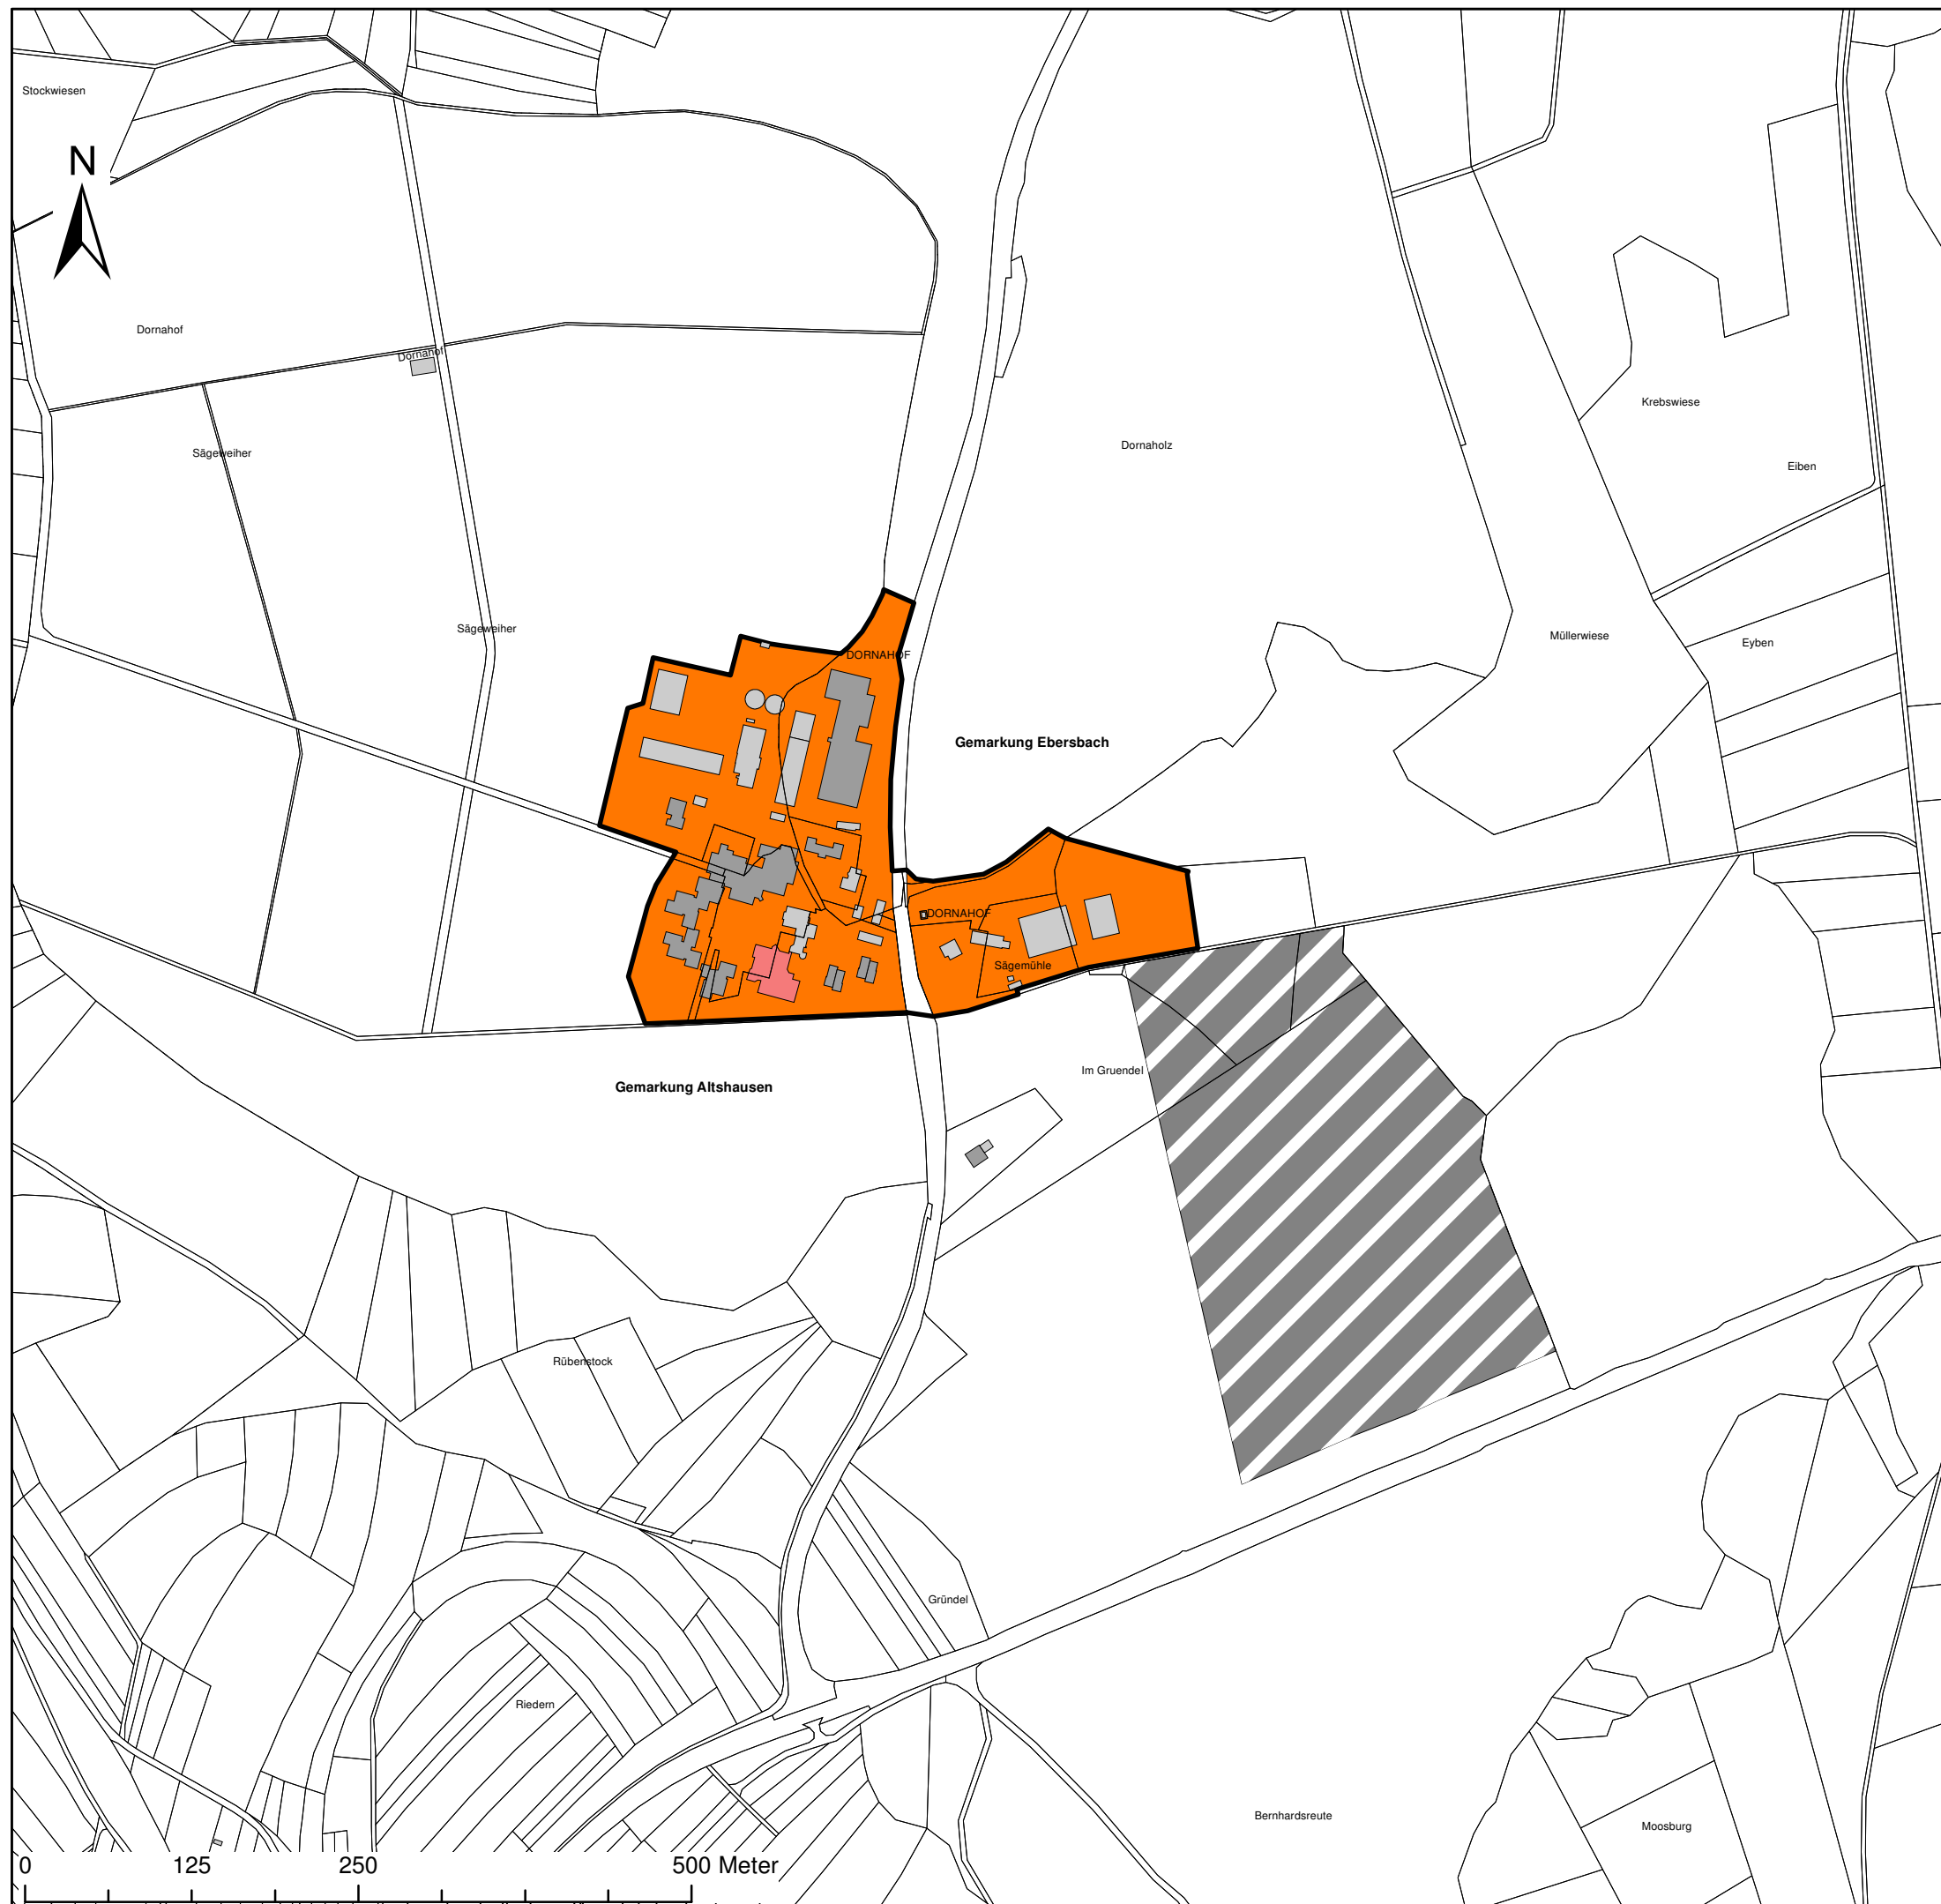 Stockwiesen
N
Dornahof
Dornahof
Krebswiese
Dornaholz
Sägeweiher
Eiben
Sägeweiher
Müllerwiese
Eyben
DORNAHOF
Gemarkung Ebersbach
DORNAHOF
Sägemühle
Im Gruendel
Gemarkung Altshausen
Rübenstock
Gründel
Riedern
Bernhardsreute
Moosburg
0 125 250 500 Meter